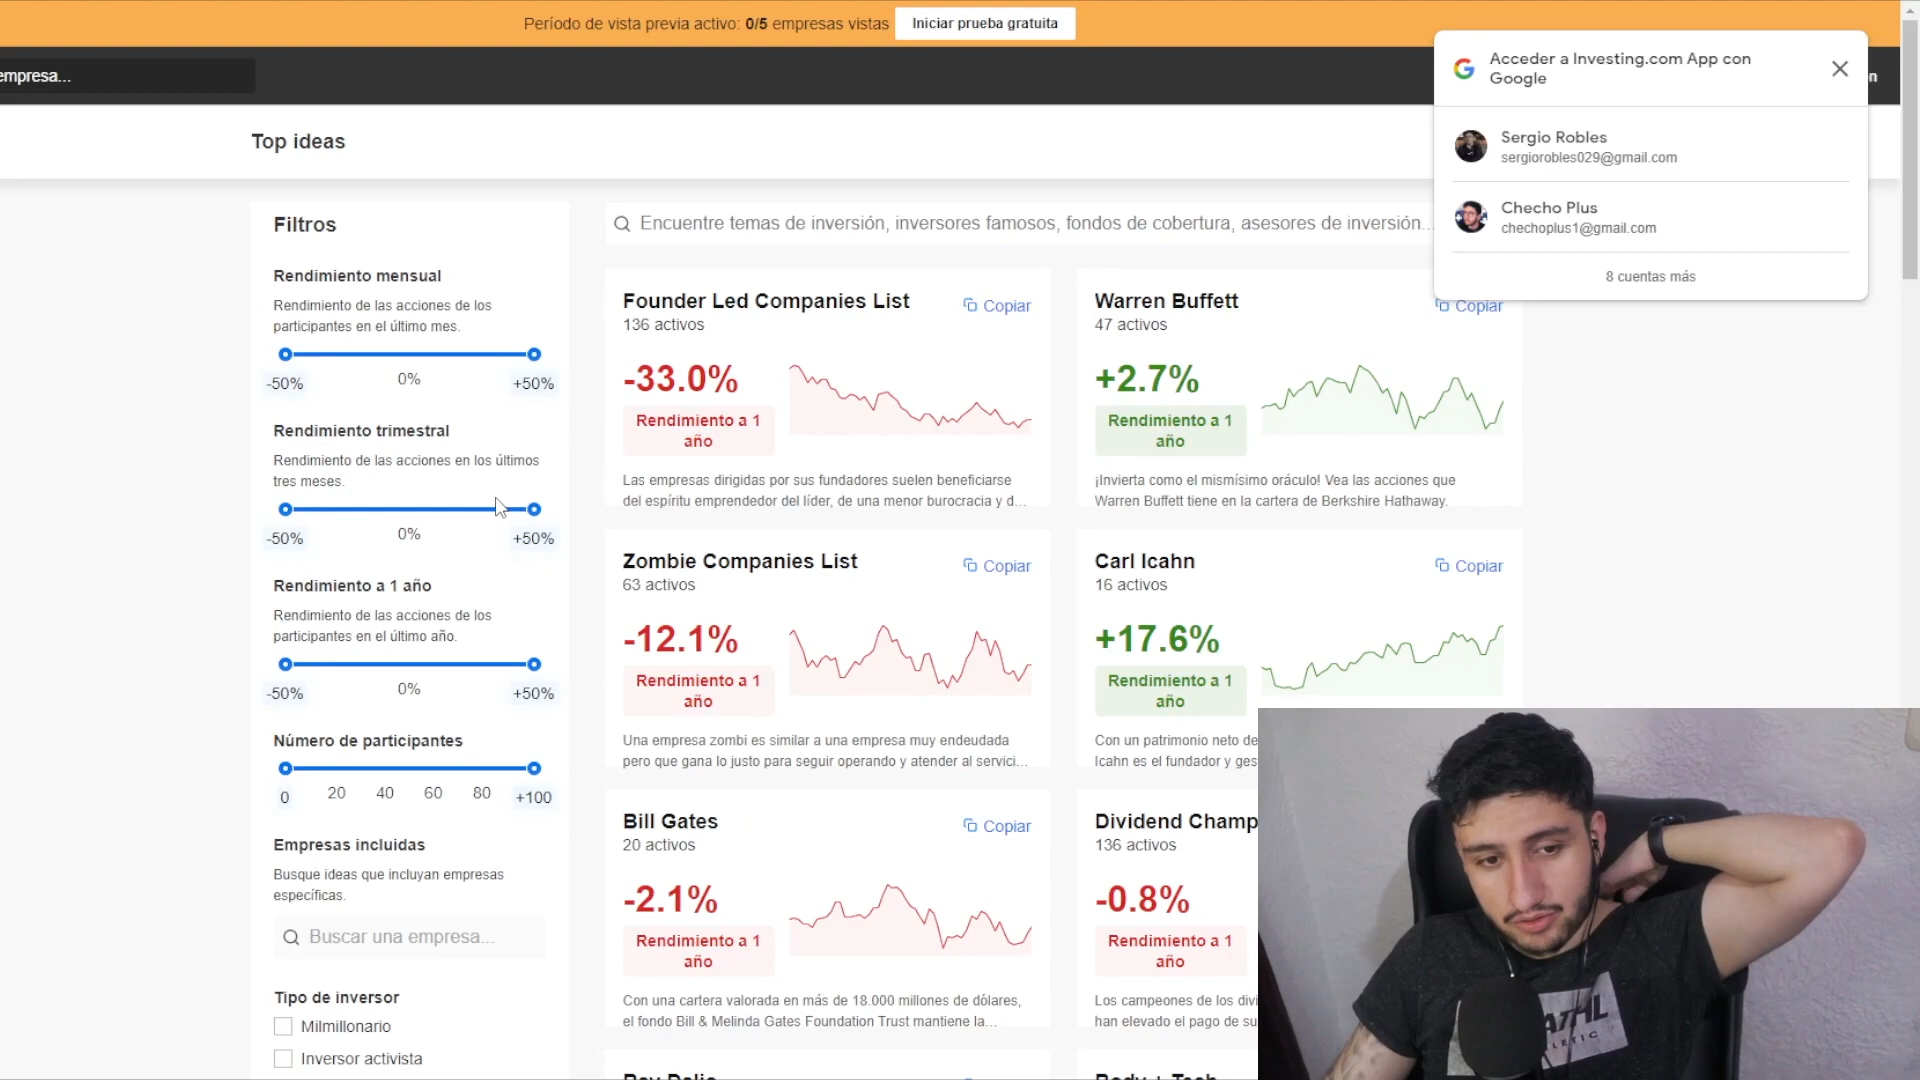 Período de vista previa activo: 0/5 empresas vistas
Iniciar prueba gratuita
empresa...
Acceder a Investing.com App con
Google
Sergio Robles
sergiorobles029@gmail.com
Checho Plus
chechoplus1@gmail.com
8 cuentas más
Top ideas
Filtros
Rendimiento mensual
Rendimiento de las acciones de los
participantes en el último mes.
-50%
0%
+50%
Rendimiento trimestral
Rendimiento de las acciones en los últimos
tres meses.
-50%
0%
+50%
Rendimiento a 1 año
Rendimiento de las acciones de los
participantes en el último año.
-50%
0%
+50%
Número de participantes
0
20
40
60
80
+100
Empresas incluidas
Busque ideas que incluyan empresas
específicas.
Buscar una empresa...
Tipo de inversor
Milmillonario
Inversor activista
Encuentre temas de inversión, inversores famosos, fondos de cobertura, asesores de inversión...
Founder Led Companies List
Copiar
136 activos
-33.0%
Rendimiento a 1
año
Las empresas dirigidas por sus fundadores suelen beneficiarse
del espíritu emprendedor del líder, de una menor burocracia y d...
Warren Buffett
Copiar
47 activos
+2.7%
Rendimiento a 1
año
¡Invierta como el mismísimo oráculo! Vea las acciones que
Warren Buffett tiene en la cartera de Berkshire Hathaway.
Zombie Companies List
Copiar
63 activos
-12.1%
Rendimiento a 1
año
Una empresa zombi es similar a una empresa muy endeudada
pero que gana lo justo para seguir operando y atender al servici...
Carl Icahn
Copiar
16 activos
+17.6%
Rendimiento a 1
año
Con un patrimonio neto de
Icahn es el fundador y ges
Bill Gates
Copiar
20 activos
-2.1%
Rendimiento a 1
año
Con una cartera valorada en más de 18.000 millones de dólares,
el fondo Bill & Melinda Gates Foundation Trust mantiene la...
Dividend Champ
136 activos
-0.8%
Rendimiento a 1
año
Los campeones de los divi
han elevado el pago de su
Ray Dalio